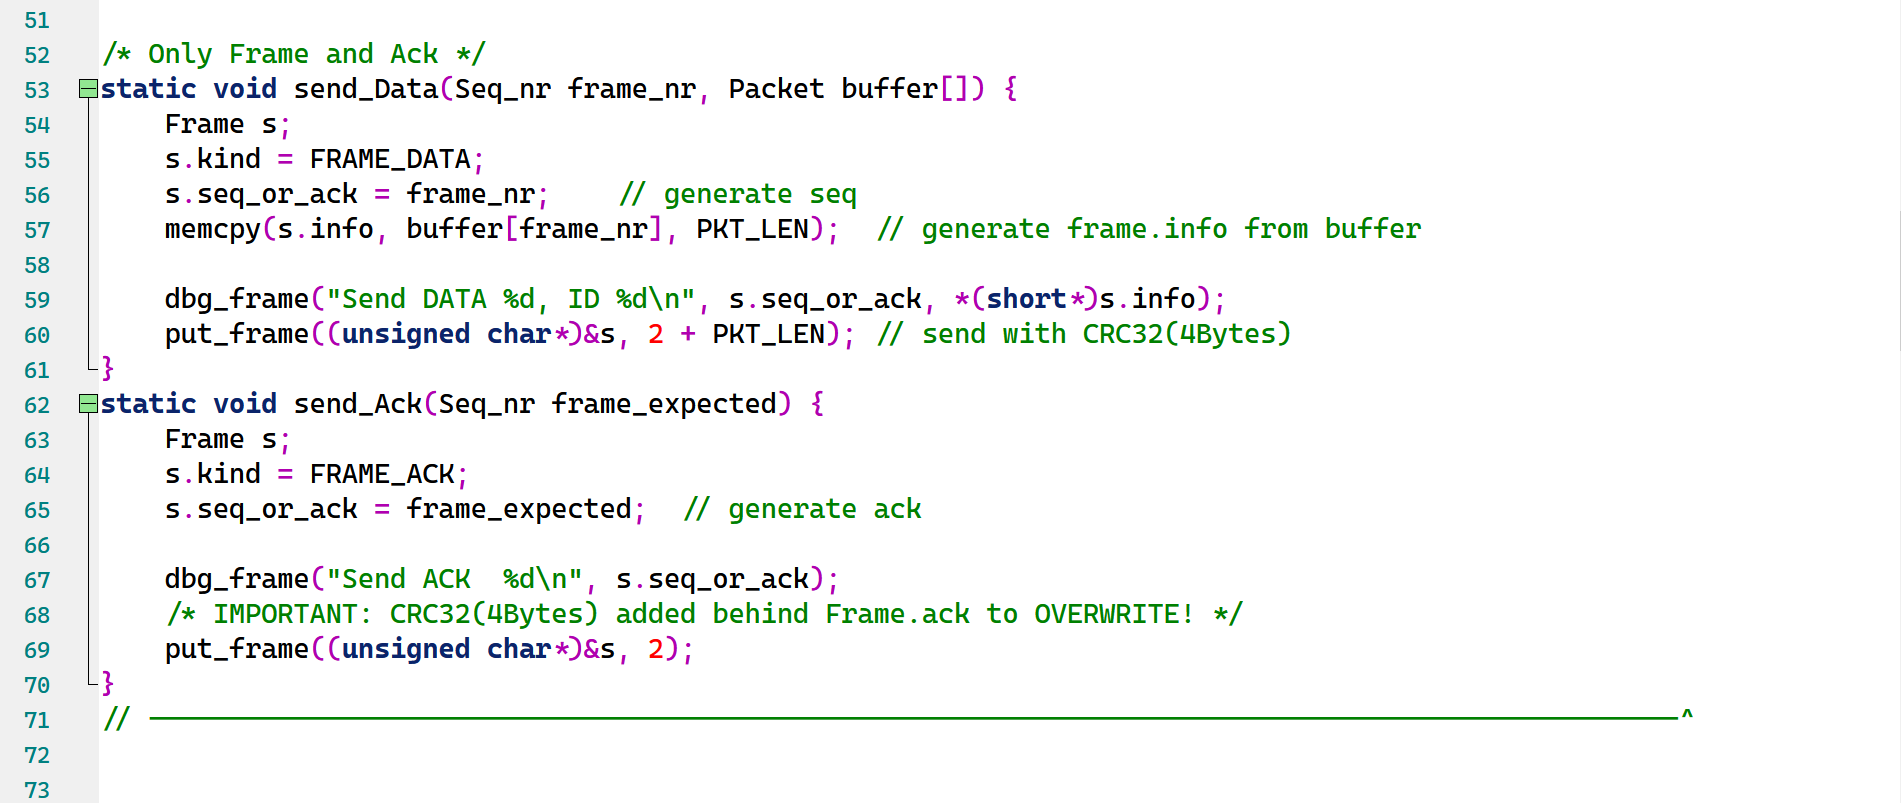 51
52 /* Only Frame and Ack */
53 static void send_Data(Seq_nr frame_nr, Packet buffer[]) {
54     Frame s;
55     s.kind = FRAME_DATA;
56     s.seq_or_ack = frame_nr;    // generate seq
57     memcpy(s.info, buffer[frame_nr], PKT_LEN);  // generate frame.info from buffer
58
59     dbg_frame("Send DATA %d, ID %d\n", s.seq_or_ack, *(short*)s.info);
60     put_frame((unsigned char*)&s, 2 + PKT_LEN); // send with CRC32(4Bytes)
61 }
62 static void send_Ack(Seq_nr frame_expected) {
63     Frame s;
64     s.kind = FRAME_ACK;
65     s.seq_or_ack = frame_expected;  // generate ack
66
67     dbg_frame("Send ACK  %d\n", s.seq_or_ack);
68     /* IMPORTANT: CRC32(4Bytes) added behind Frame.ack to OVERWRITE! */
69     put_frame((unsigned char*)&s, 2);
70 }
71 // ───────────────────────────────────────────────────────────────────────────────────────────────^
72
73